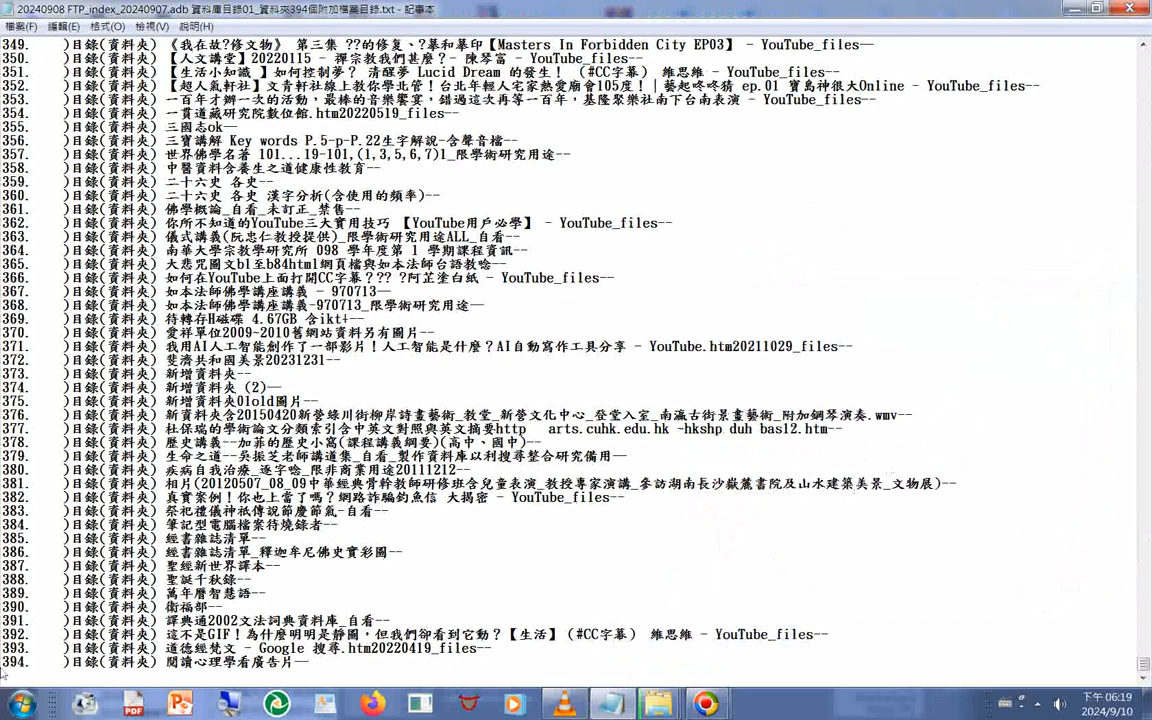 20240908 FTP_index_20240907.adb 資料庫目錄01_資料夾394個附加檔案目錄.txt - 記事本
檔案(F) 編輯(E) 格式(O) 檢視(V) 說明(H)
349. )目錄(資料夾) 《我在故?修文物》 第三集 ??的修复、?摹和摹印【Masters In Forbidden City EP03】 - YouTube_files—
350. )目錄(資料夾) 【人文講堂】20220115 - 禪宗教我們甚麼？- 陳琴富 - YouTube_files--
351. )目錄(資料夾) 【生活小知識 】如何控制夢？ 清醒夢 Lucid Dream 的發生！ （#CC字幕） 維思維 - YouTube_files--
352. )目錄(資料夾) 【超人氣軒社】文青軒社線上教你學北管！台北年輕人宅家熱愛廟會105度！｜藝起咚咚猜 ep.01 寶島神很大Online - YouTube_files--
353. )目錄(資料夾) 一百年才辦一次的活動，最棒的音樂饗宴，錯過這次再等一百年，基隆聚樂社南下台南表演 - YouTube_files--
354. )目錄(資料夾) 一貫道藏研究院數位館.htm20220519_files--
355. )目錄(資料夾) 三國志ok—
356. )目錄(資料夾) 三寶講解 Key words P.5-p-P.22生字解說-含聲音檔--
357. )目錄(資料夾) 世界佛學名著 101...19-101,(1,3,5,6,7)1_限學術研究用途--
358. )目錄(資料夾) 中醫資料含養生之道健康性教育--
359. )目錄(資料夾) 二十六史 各史--
360. )目錄(資料夾) 二十六史 各史 漢字分析(含使用的頻率)--
361. )目錄(資料夾) 佛學概論_自看_未訂正_禁售--
362. )目錄(資料夾) 你所不知道的YouTube三大實用技巧 【YouTube用戶必學】 - YouTube_files--
363. )目錄(資料夾) 儀式講義(阮忠仁教授提供)_限學術研究用途ALL_自看--
364. )目錄(資料夾) 南華大學宗教學研究所 098 學年度第 1 學期課程資訊--
365. )目錄(資料夾) 大悲咒圖文b1至b84html網頁檔與如本法師台語教唸--
366. )目錄(資料夾) 如何在YouTube上面打開CC字幕？?? ?阿芷塗白紙 - YouTube_files--
367. )目錄(資料夾) 如本法師佛學講座講義 - 970713—
368. )目錄(資料夾) 如本法師佛學講座講義-970713_限學術研究用途—
369. )目錄(資料夾) 待轉存H磁碟 4.67GB 含ikt+--
370. )目錄(資料夾) 愛祥單位2009~2010舊網站資料另有圖片--
371. )目錄(資料夾) 我用AI人工智能創作了一部影片！人工智能是什麼？AI自動寫作工具分享 - YouTube.htm20211029_files--
372. )目錄(資料夾) 斐濟共和國美景20231231--
373. )目錄(資料夾) 新增資料夾--
374. )目錄(資料夾) 新增資料夾 (2)—
375. )目錄(資料夾) 新增資料夾01old圖片--
376. )目錄(資料夾) 新資料夾含20150420新營綠川街柳岸詩畫藝術_教堂_新營文化中心_登堂入室_南瀛古街景畫藝術_附加鋼琴演奏.wmv--
377. )目錄(資料夾) 杜保瑞的學術論文分類索引含中英文對照與英文摘要http   arts.cuhk.edu.hk ~hkshp duh bas12.htm--
378. )目錄(資料夾) 歷史講義--加菲的歷史小窩(課程講義綱要)(高中、國中)--
379. )目錄(資料夾) 生命之道--吳振芝老師講道集_自看_製作資料庫以利搜尋整合研究備用—
380. )目錄(資料夾) 疾病自我治療_逐字唸_限非商業用途20111212--
381. )目錄(資料夾) 相片(20120507_08_09中華經典骨幹教師研修班含兒童表演_教授專家演講_參訪湖南長沙嶽麓書院及山水建築美景_文物展)--
382. )目錄(資料夾) 真實案例！你也上當了嗎？網路詐騙釣魚信 大揭密 - YouTube_files--
383. )目錄(資料夾) 祭祀禮儀神祇傳說節慶節氣-自看--
384. )目錄(資料夾) 筆記型電腦檔案待燒錄者--
385. )目錄(資料夾) 經書雜誌清單--
386. )目錄(資料夾) 經書雜誌清單_釋迦牟尼佛史實彩圖--
387. )目錄(資料夾) 聖經新世界譯本--
388. )目錄(資料夾) 聖誕千秋錄--
389. )目錄(資料夾) 萬年曆智慧語--
390. )目錄(資料夾) 衛福部--
391. )目錄(資料夾) 譯典通2002文法詞典資料庫_自看--
392. )目錄(資料夾) 這不是GIF！為什麼明明是靜圖，但我們卻看到它動？【生活】（#CC字幕） 維思維 - YouTube_files--
393. )目錄(資料夾) 道德經梵文 - Google 搜尋.htm20220419_files--
394. )目錄(資料夾) 閱讀心理學看廣告片—
下午 06:19
2024/9/10